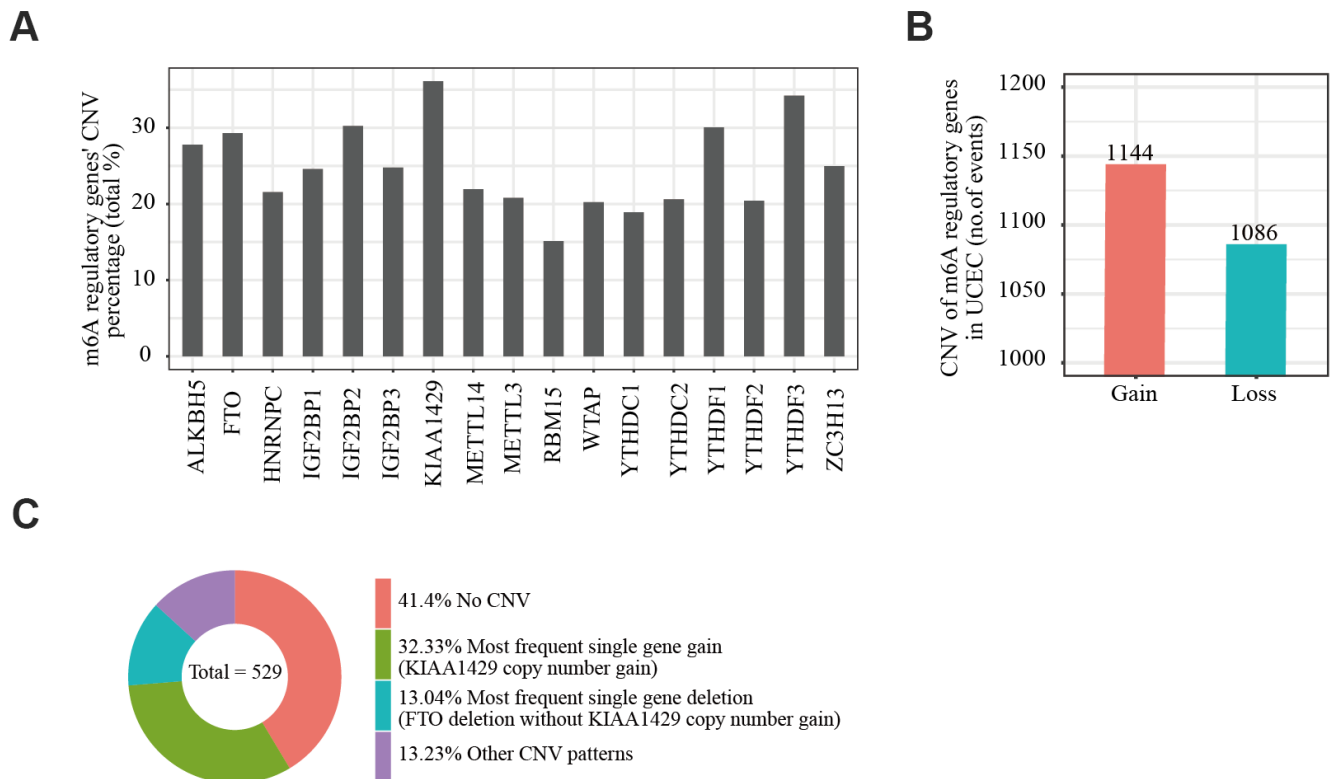 A
m6A regulatory genes' CNV
percentage (total %)
30
20
10
0
ALKBH5
FTO
HNRNPC
IGF2BP1
IGF2BP2
IGF2BP3
KIAA1429
METTL14
METTL3
RBM15
WTAP
YTHDC1
YTHDC2
YTHDF1
YTHDF2
YTHDF3
ZC3H13
B
CNV of m6A regulatory genes
in UCEC (no.of events)
1200
1150
1100
1050
1000
1144
1086
Gain
Loss
C
Total = 529
41.4% No CNV
32.33% Most frequent single gene gain
(KIAA1429 copy number gain)
13.04% Most frequent single gene deletion
(FTO deletion without KIAA1429 copy number gain)
13.23% Other CNV patterns